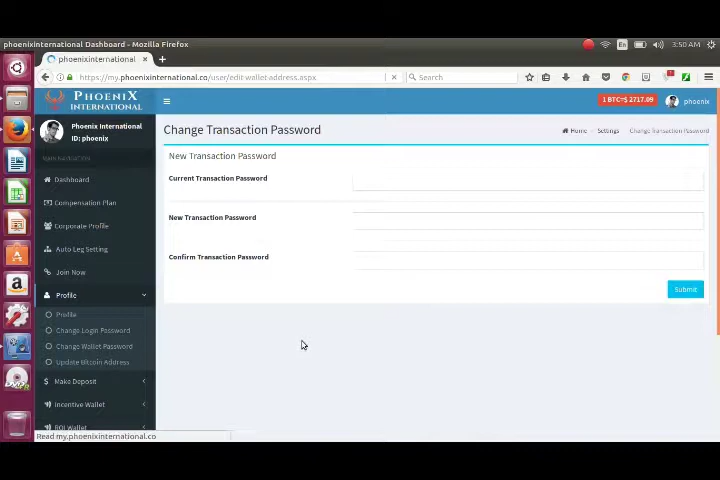 phoenixinternational Dashboard - Mozilla Firefox
En
3:50 AM
phoenixinternational
https://my.phoenixinternational.co/user/edit-wallet-address.aspx
Search
PHOENIX
INTERNATIONAL
1 BTC=$ 2717.09
phoenix
Phoenix International
ID: phoenix
MAIN NAVIGATION
Dashboard
Compensation Plan
Corporate Profile
Auto Leg Setting
Join Now
Profile
Profile
Change Login Password
Change Wallet Password
Update Bitcoin Address
Make Deposit
Incentive Wallet
ROI Wallet
Change Transaction Password
Home
Settings
Change Transaction Password
New Transaction Password
Current Transaction Password
New Transaction Password
Confirm Transaction Password
Submit
Read my.phoenixinternational.co